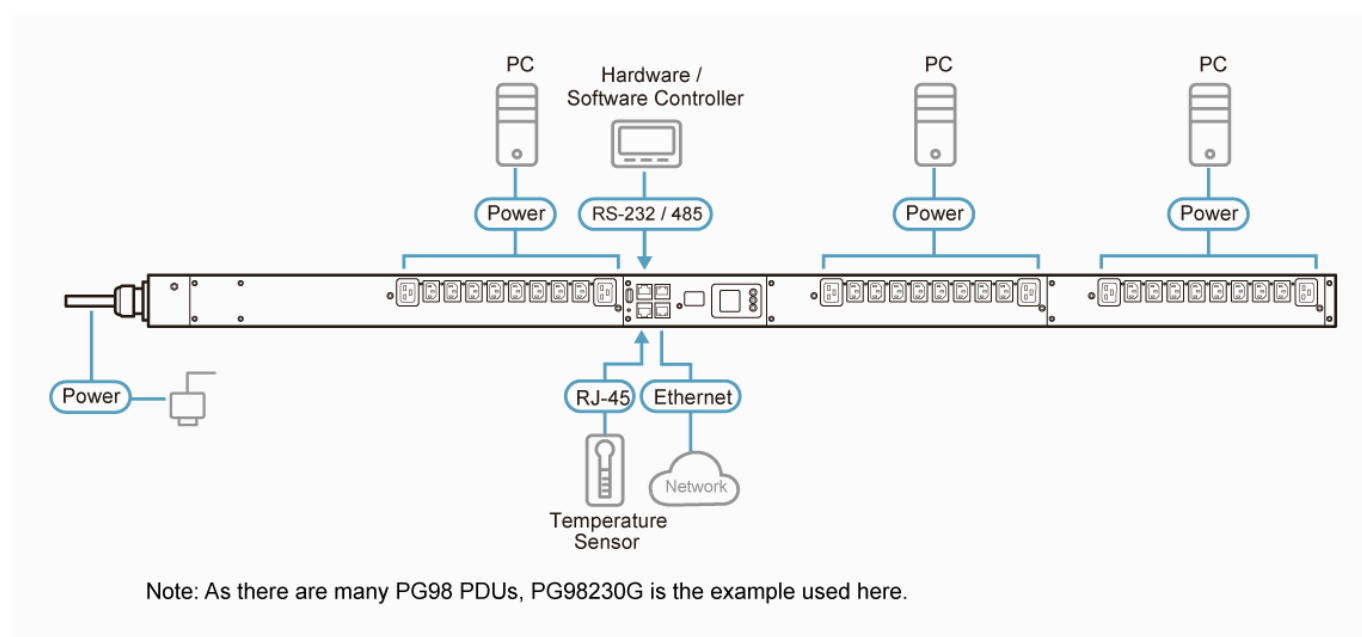 PC
Hardware /
Software Controller
PC
PC
Power
RS-232 / 485
Power
Power
Power
RJ-45
Ethernet
Network
Temperature
Sensor
Note: As there are many PG98 PDUs, PG98230G is the example used here.